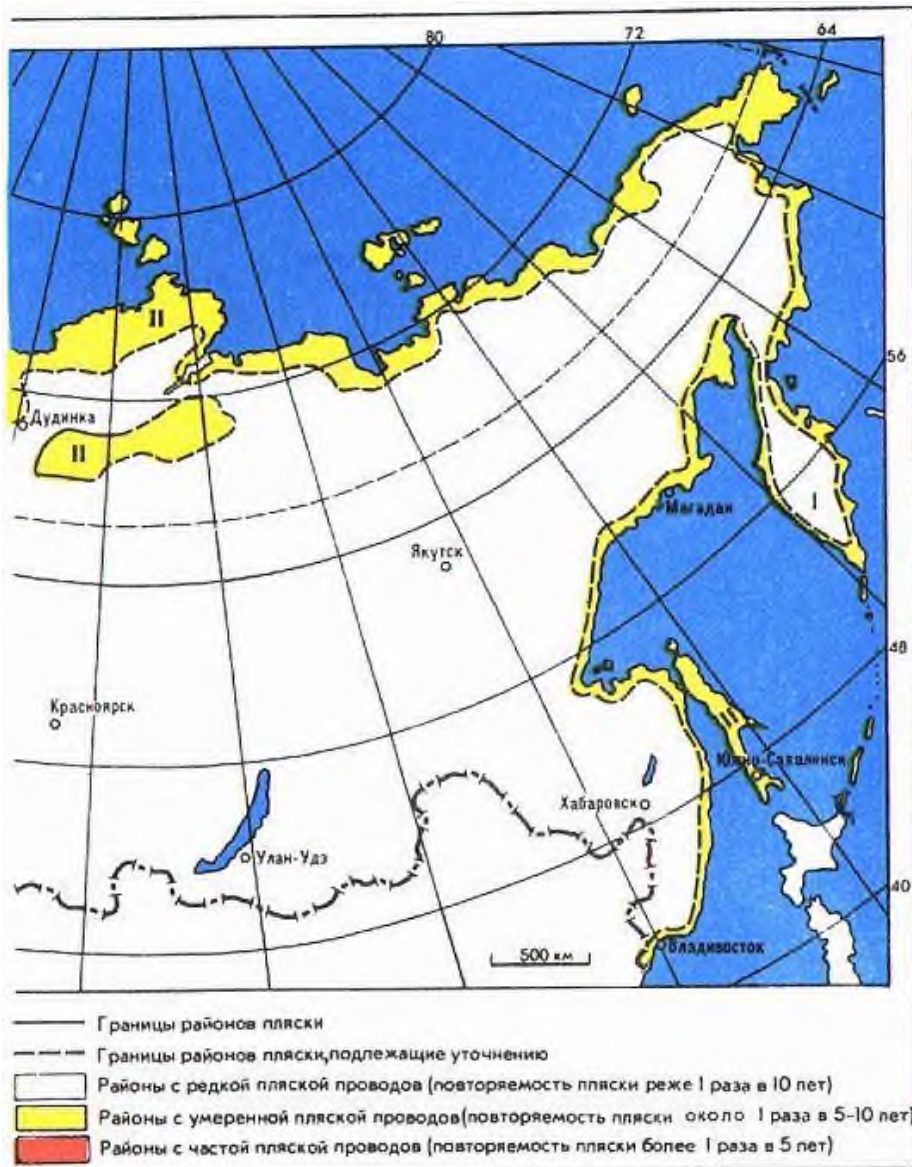 80 72 64
II
Дудинка
II
56
Магадан
I
Якутск
48
Красноярск
Южно-Сахалинск
Хабаровск
Улан-Удэ
40
Владивосток
500 км
Границы районов пляски
Границы районов пляски, подлежащие уточнению
Районы с редкой пляской проводов (повторяемость пляски реже 1 раза в 10 лет)
Районы с умеренной пляской проводов (повторяемость пляски около 1 раза в 5-10 лет)
Районы с частой пляской проводов (повторяемость пляски более 1 раза в 5 лет)